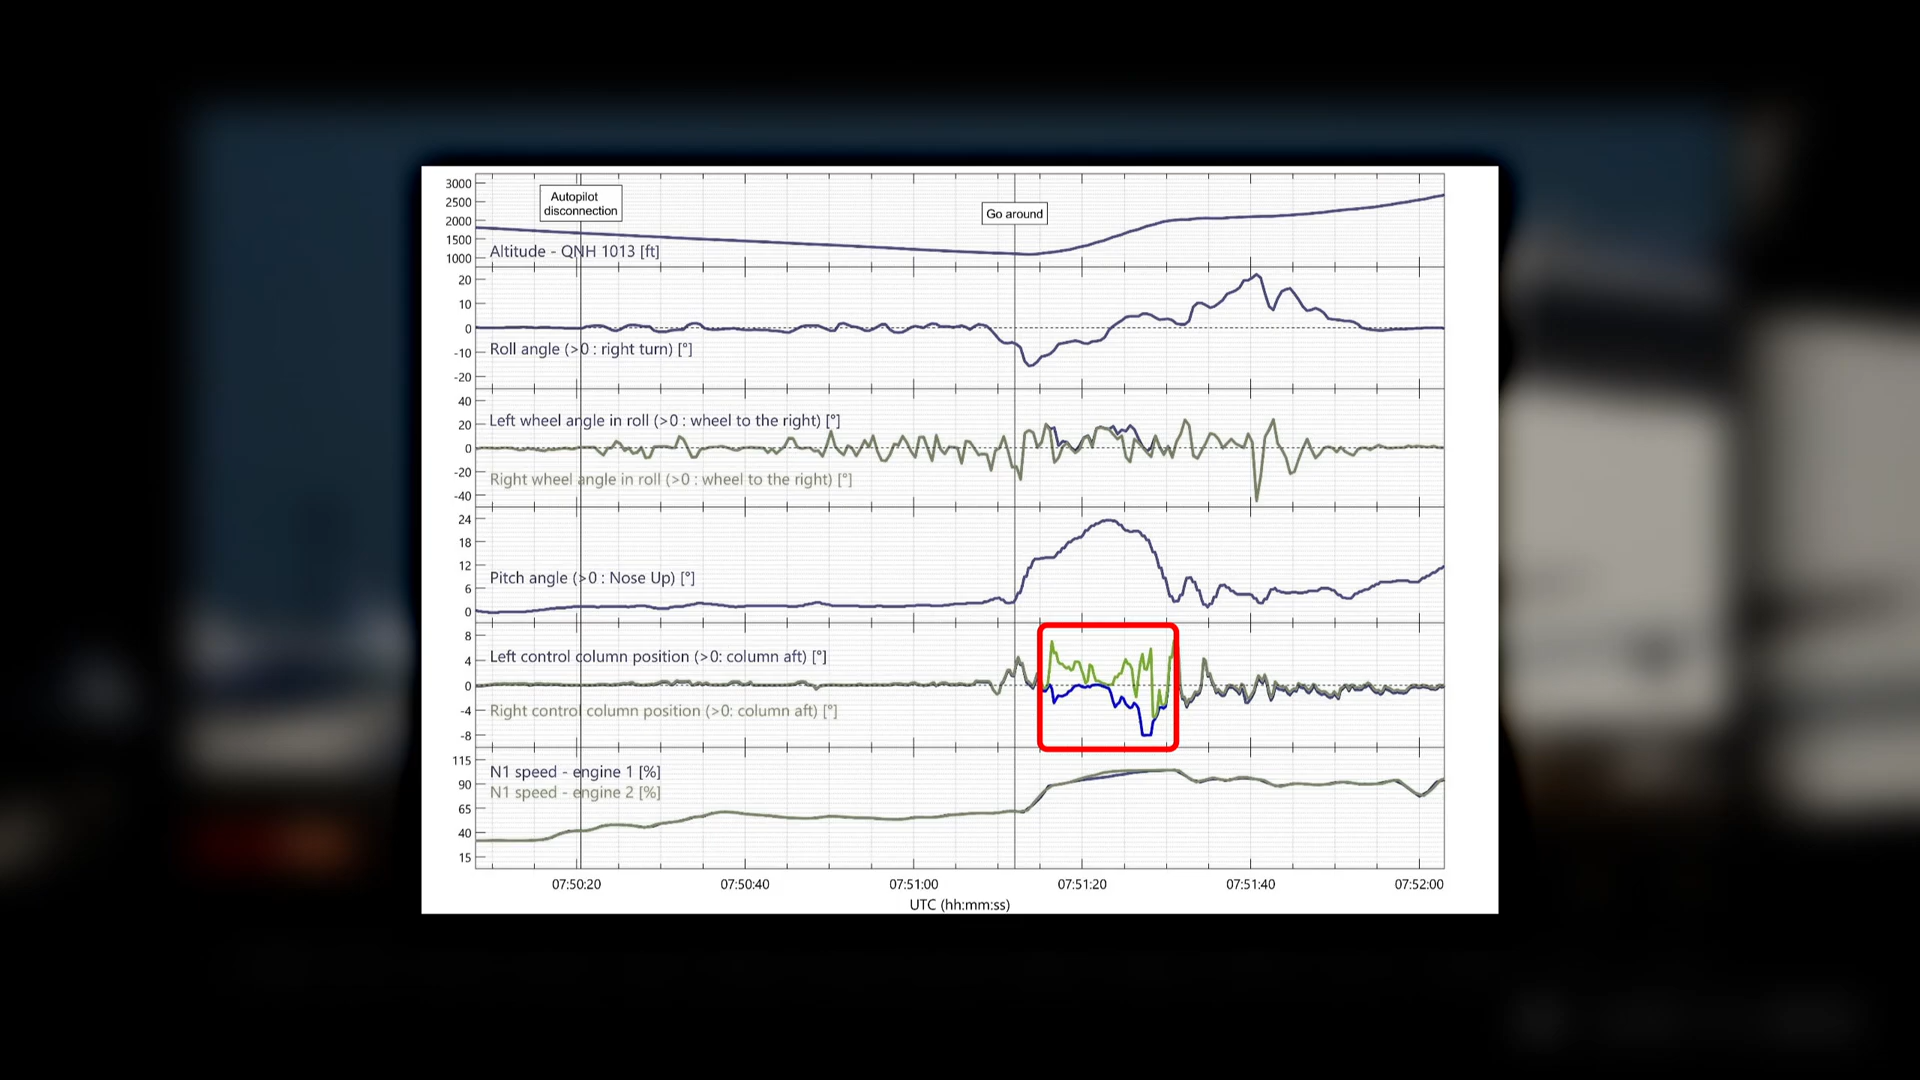 3000
2500
2000
1500
1000
Autopilot
disconnection
Go around
Altitude - QNH 1013 [ft]
20
10
0
-10
-20
Roll angle (>0 : right turn) [°]
40
20
0
-20
-40
Left wheel angle in roll (>0 : wheel to the right) [°]
Right wheel angle in roll (>0 : wheel to the right) [°]
24
18
12
6
0
Pitch angle (>0 : Nose Up) [°]
8
4
0
-4
-8
Left control column position (>0: column aft) [°]
Right control column position (>0: column aft) [°]
115
90
65
40
15
N1 speed - engine 1 [%]
N1 speed - engine 2 [%]
07:50:20 07:50:40 07:51:00 07:51:20 07:51:40 07:52:00
UTC (hh:mm:ss)